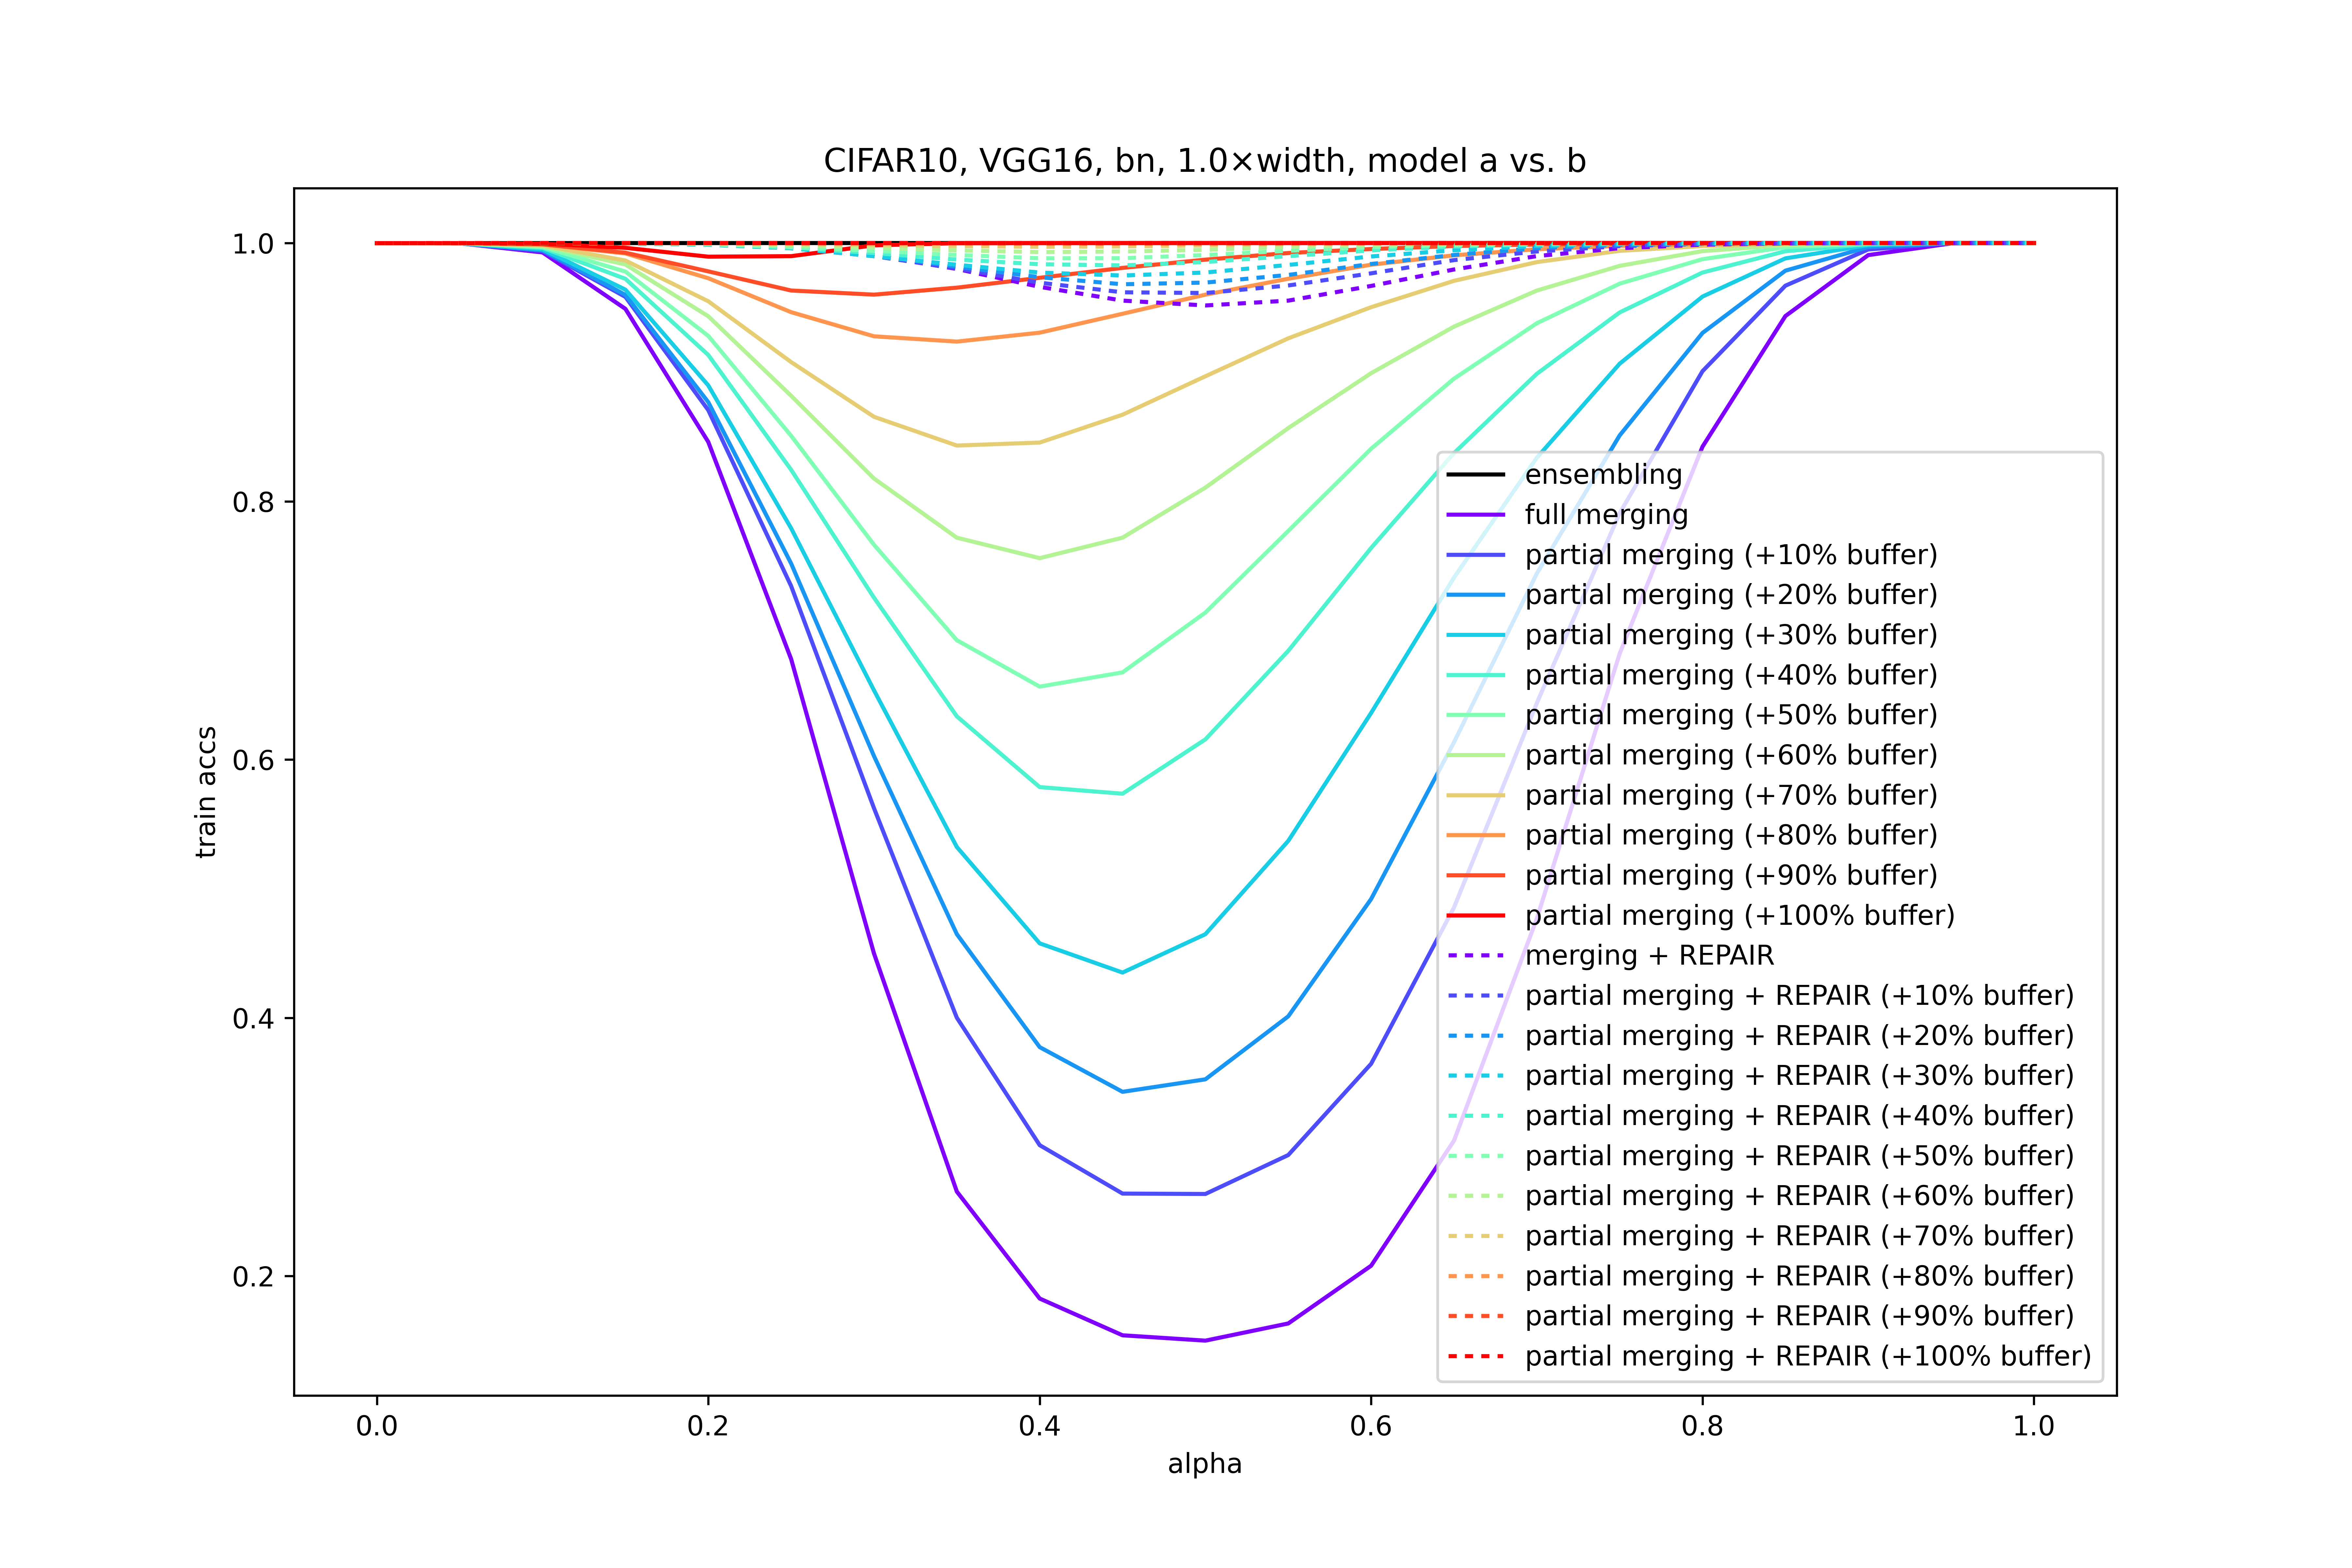 CIFAR10, VGG16, bn, 1.0×width, model a vs. b
train accs
1.0
0.8
0.6
0.4
0.2
ensembling
full merging
partial merging (+10% buffer)
partial merging (+20% buffer)
partial merging (+30% buffer)
partial merging (+40% buffer)
partial merging (+50% buffer)
partial merging (+60% buffer)
partial merging (+70% buffer)
partial merging (+80% buffer)
partial merging (+90% buffer)
partial merging (+100% buffer)
merging + REPAIR
partial merging + REPAIR (+10% buffer)
partial merging + REPAIR (+20% buffer)
partial merging + REPAIR (+30% buffer)
partial merging + REPAIR (+40% buffer)
partial merging + REPAIR (+50% buffer)
partial merging + REPAIR (+60% buffer)
partial merging + REPAIR (+70% buffer)
partial merging + REPAIR (+80% buffer)
partial merging + REPAIR (+90% buffer)
partial merging + REPAIR (+100% buffer)
0.0 0.2 0.4 0.6 0.8 1.0
alpha